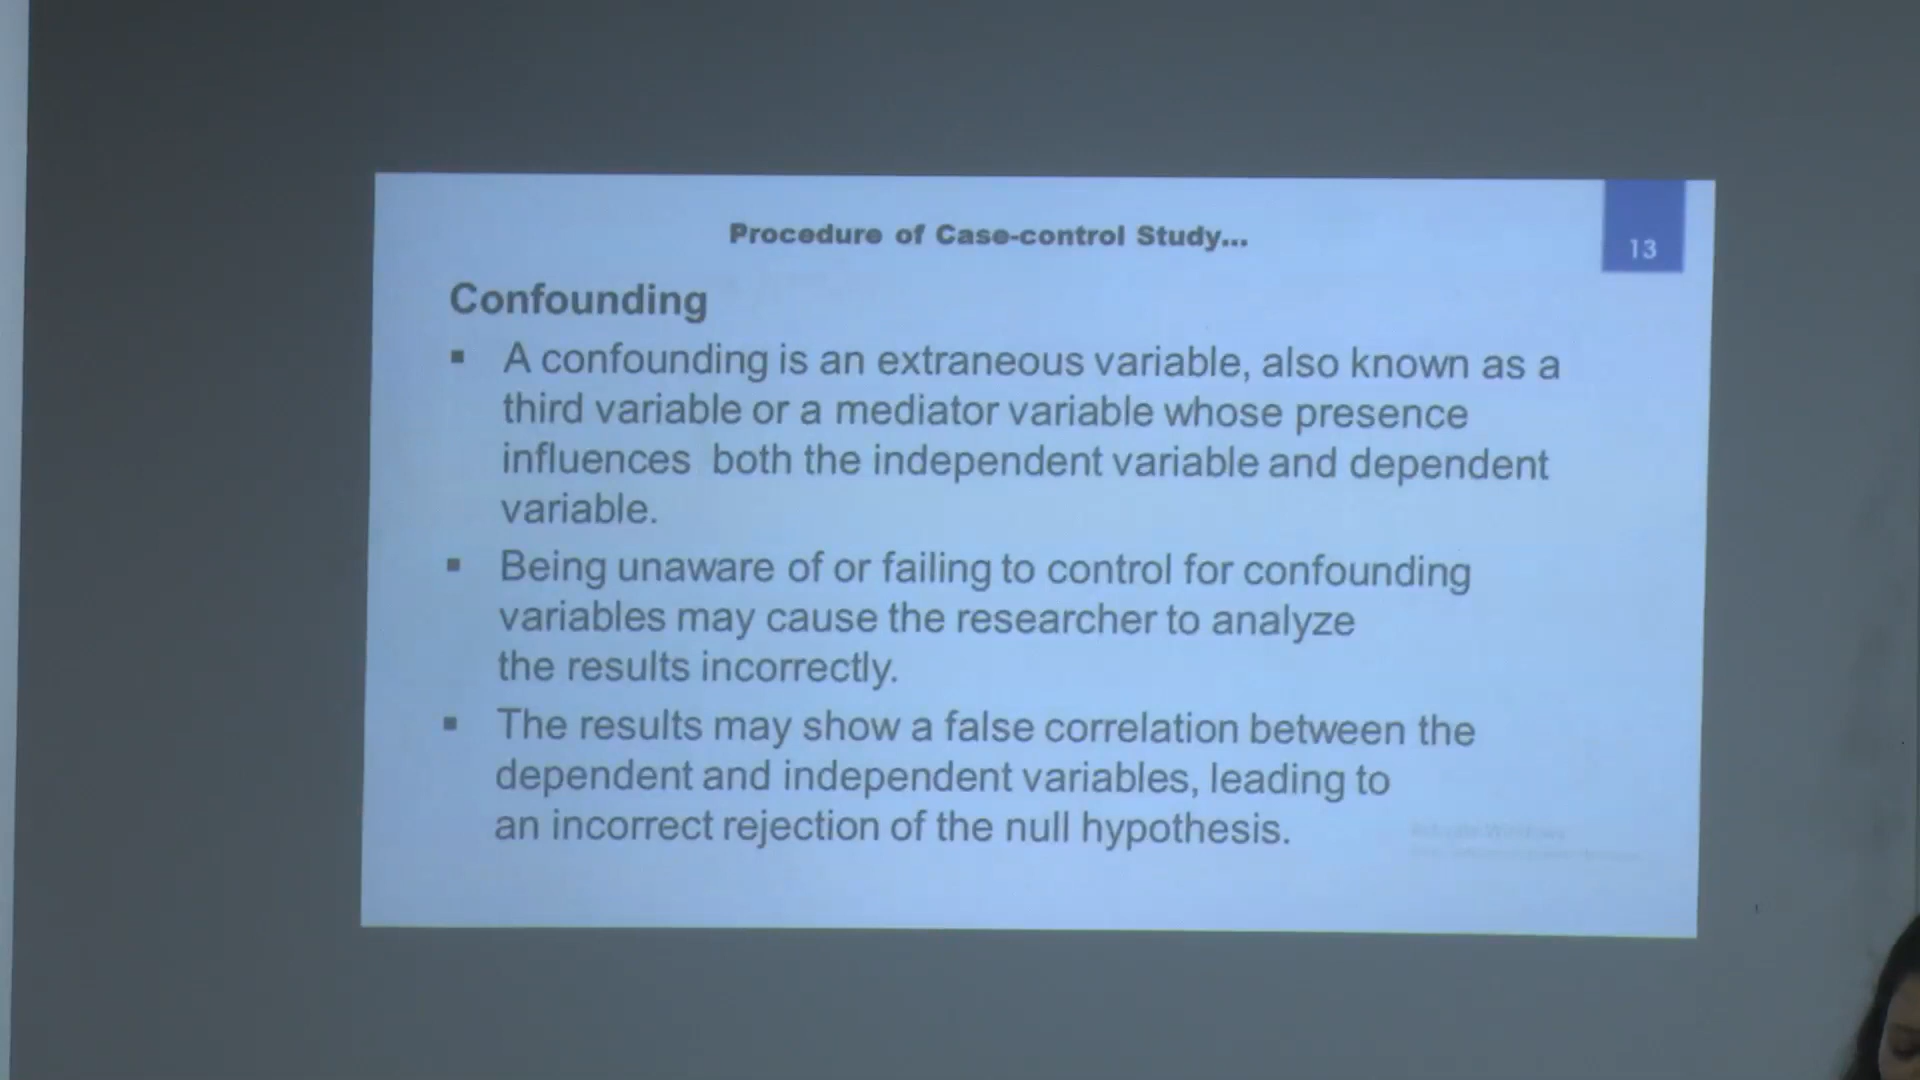 Procedure of Case-control Study...
13
Confounding
▪ A confounding is an extraneous variable, also known as a
third variable or a mediator variable whose presence
influences both the independent variable and dependent
variable.
▪ Being unaware of or failing to control for confounding
variables may cause the researcher to analyze
the results incorrectly.
▪ The results may show a false correlation between the
dependent and independent variables, leading to
an incorrect rejection of the null hypothesis.